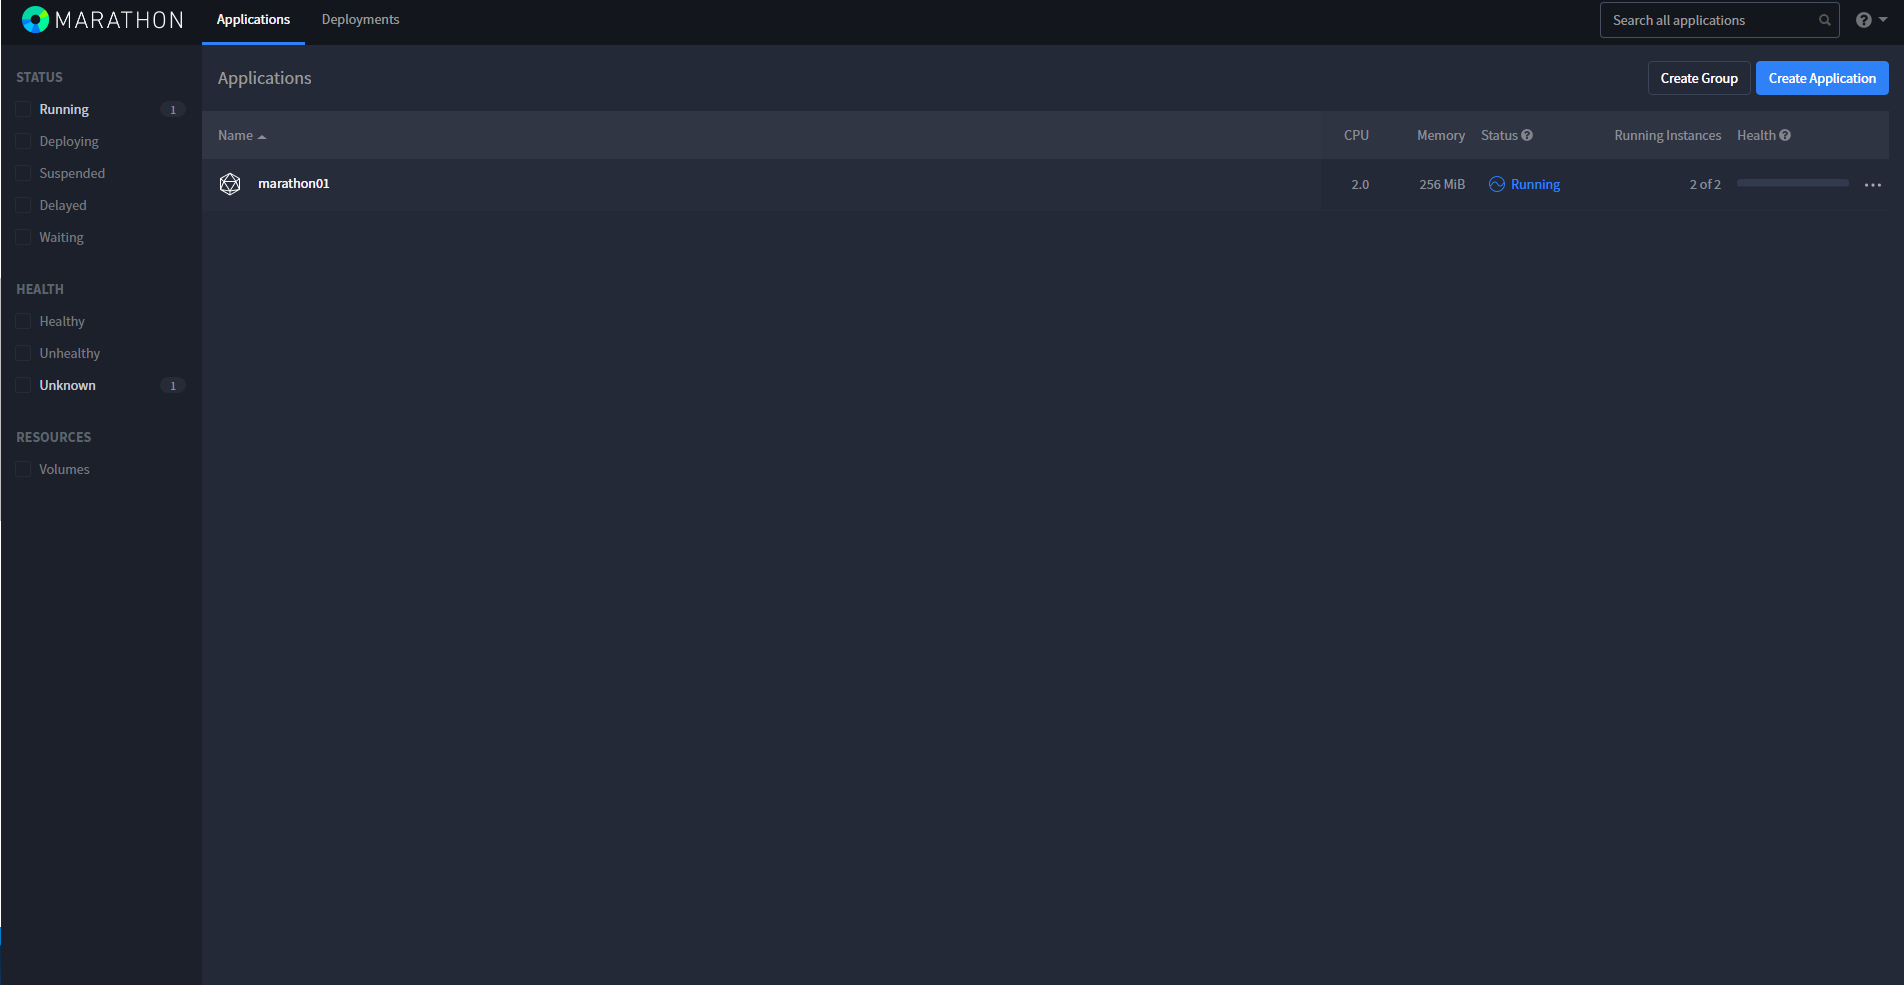 MARATHON
Applications
Deployments
Search all applications
STATUS
Running 1
Deploying
Suspended
Delayed
Waiting
HEALTH
Healthy
Unhealthy
Unknown 1
RESOURCES
Volumes
Applications
Create Group
Create Application
Name CPU Memory Status Running Instances Health
marathon01 2.0 256 MiB Running 2 of 2